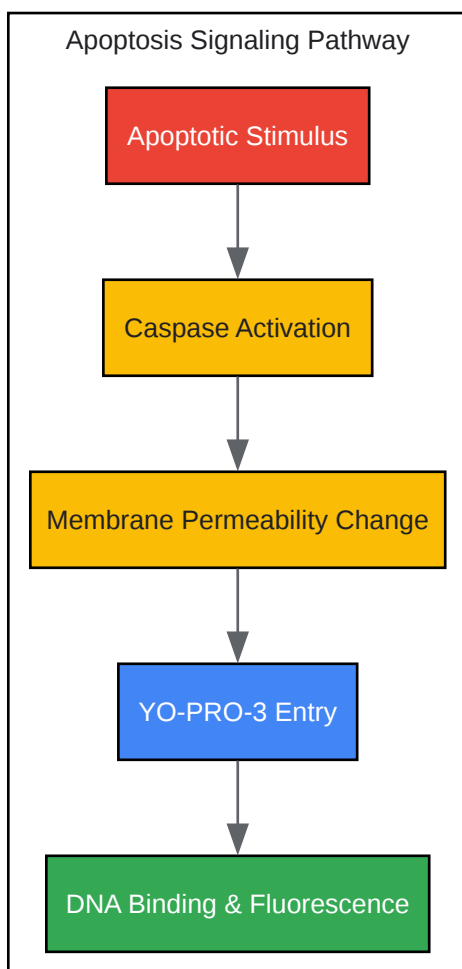 Apoptosis Signaling Pathway
Apoptotic Stimulus
Caspase Activation
Membrane Permeability Change
YO-PRO-3 Entry
DNA Binding & Fluorescence